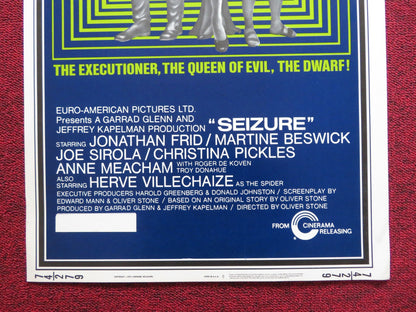 THE EXECUTIONER, THE QUEEN OF EVIL, THE DWARF!
EURO-AMERICAN PICTURES LTD.
Presents A GARRAD GLENN AND
JEFFREY KAPELMAN PRODUCTION "SEIZURE"
STARRING JONATHAN FRID / MARTINE BESWICK
JOE SIROLA / CHRISTINA PICKLES
ANNE MEACHAM WITH ROGER DE KOVEN
TROY DONAHUE
ALSO
STARRING HERVE VILLECHAIZE AS THE SPIDER
EXECUTIVE PRODUCERS HAROLD GREENBERG & DONALD JOHNSTON / SCREENPLAY BY
EDWARD MANN & OLIVER STONE / BASED ON AN ORIGINAL STORY BY OLIVER STONE
PRODUCED BY GARRAD GLENN & JEFFREY KAPELMAN / DIRECTED BY OLIVER STONE
FROM CINERAMA
RELEASING
74/279
74/279